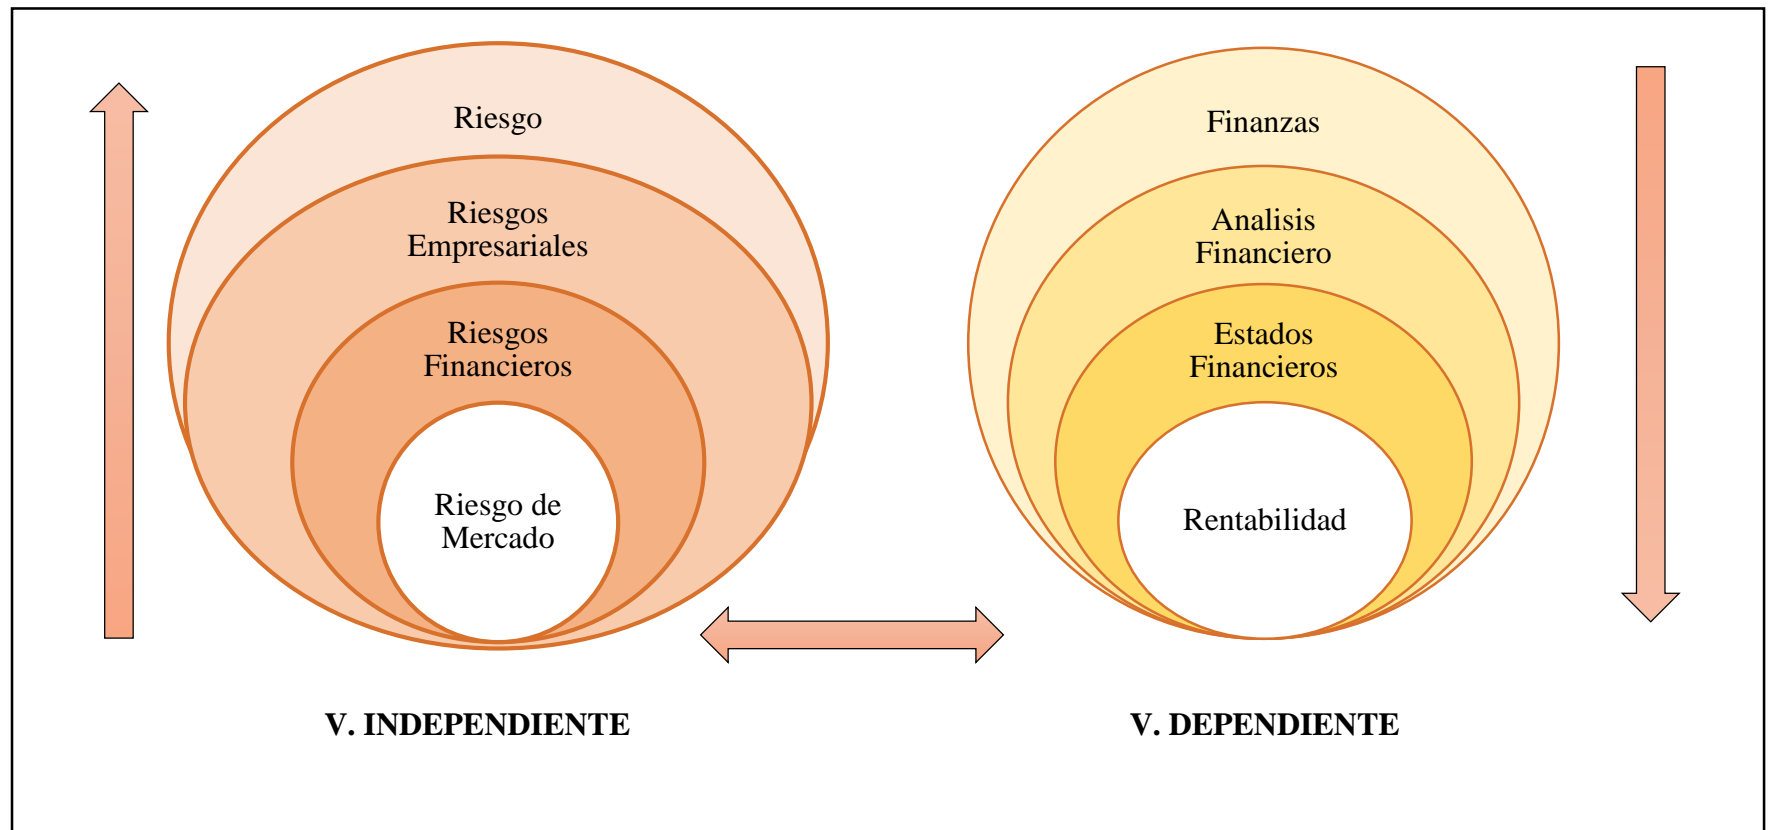 Riesgo
Riesgos
Empresariales
Riesgos
Financieros
Riesgo de
Mercado
V. INDEPENDIENTE
Finanzas
Analisis
Financiero
Estados
Financieros
Rentabilidad
V. DEPENDIENTE